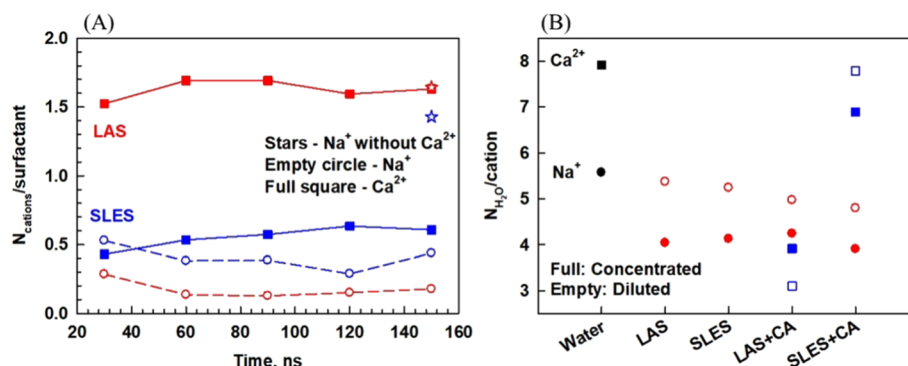 (A)
2.0
1.5
1.0
0.5
0.0
N cations/surfactant
LAS
SLES
Stars - Na+ without Ca2+
Empty circle - Na+
Full square - Ca2+
20 40 60 80 100 120 140 160
Time, ns
(B)
8
7
6
5
4
3
N H2O/cation
Ca2+
Na+
Full: Concentrated
Empty: Diluted
Water
LAS
SLES
LAS+CA
SLES+CA